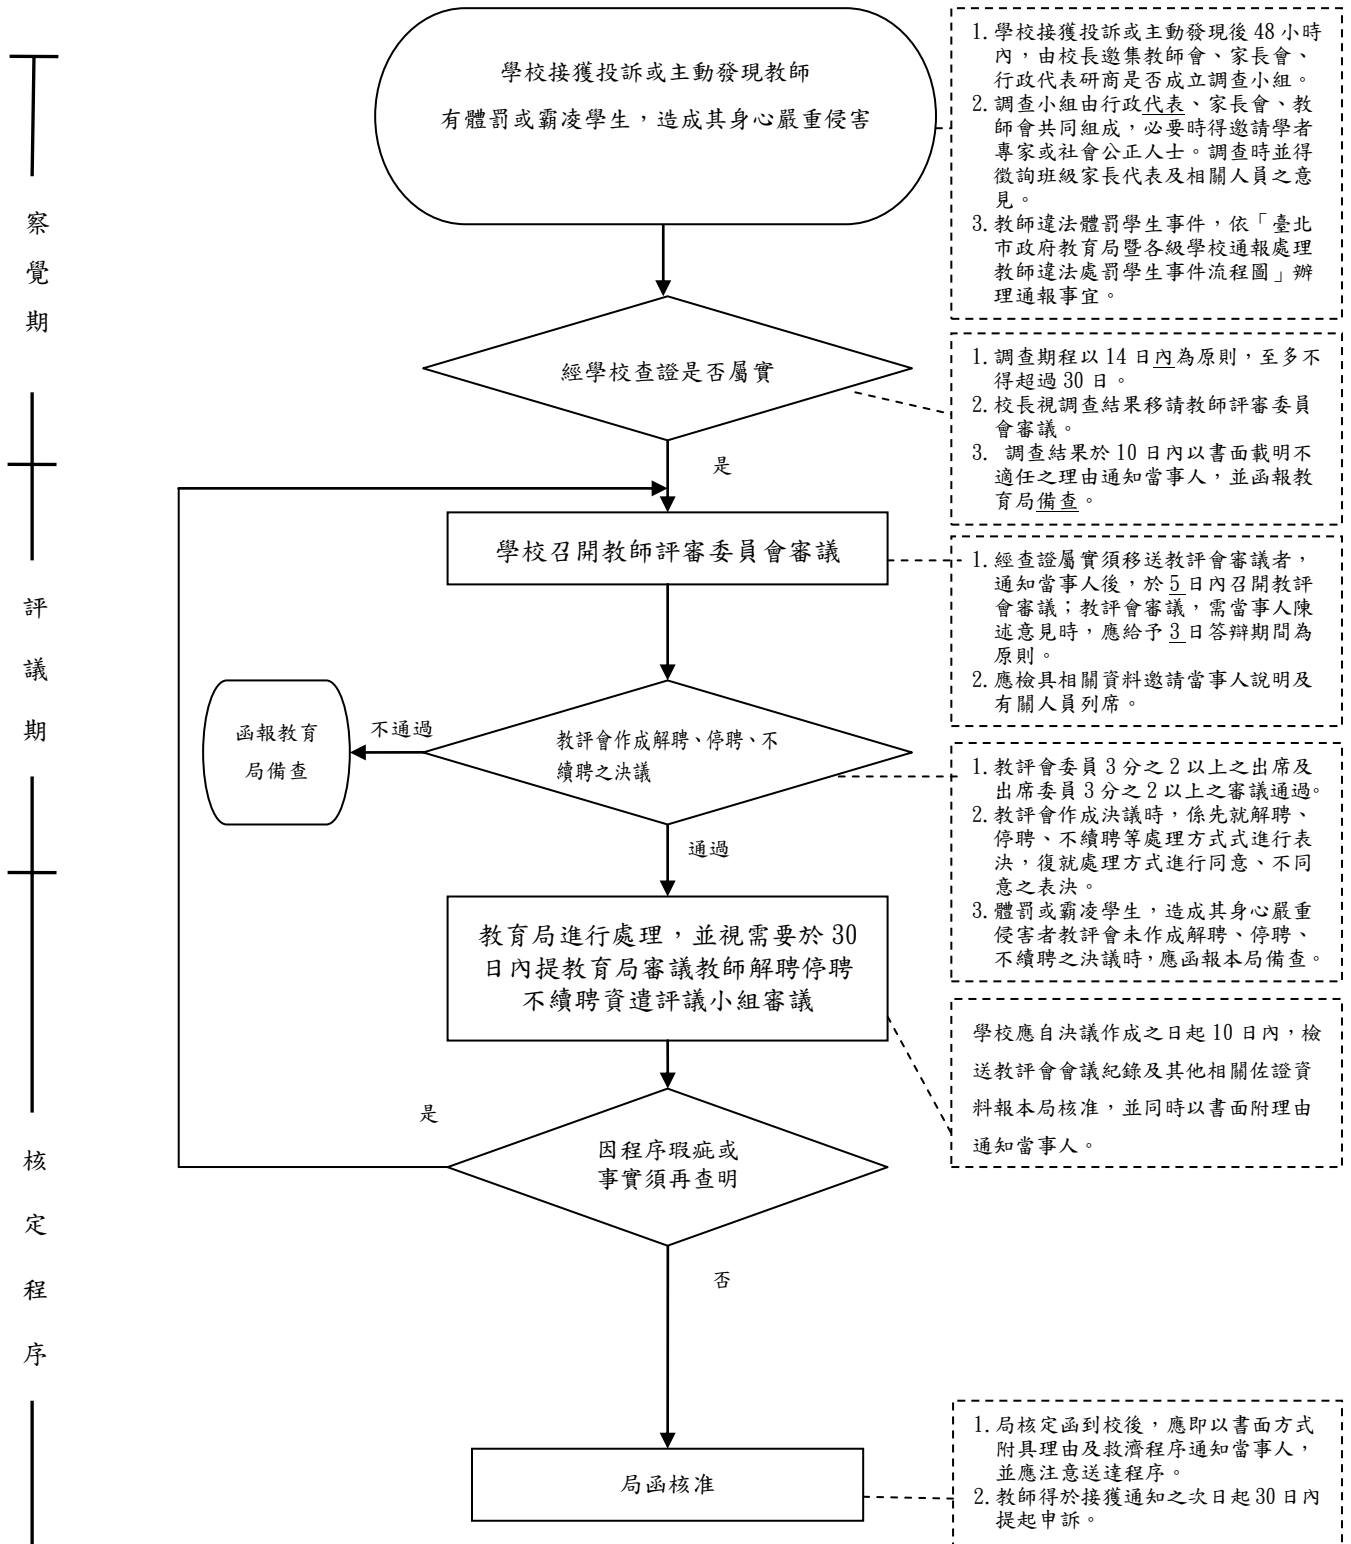 學校接獲投訴或主動發現教師
有體罰或霸凌學生，造成其身心嚴重侵害
1. 學校接獲投訴或主動發現後 48 小時
內，由校長邀集教師會、家長會、
行政代表研商是否成立調查小組。
2. 調查小組由行政代表、家長會、教
師會共同組成，必要時得邀請學者
專家或社會公正人士。調查時並得
徵詢班級家長代表及相關人員之意
見。
3. 教師違法體罰學生事件，依「臺北
市政府教育局暨各級學校通報處理
教師違法處罰學生事件流程圖」辦
理通報事宜。
察
覺
期
經學校查證是否屬實
1. 調查期程以 14 日內為原則，至多不
得超過 30 日。
2. 校長視調查結果移請教師評審委員
會審議。
3. 調查結果於 10 日內以書面載明不
適任之理由通知當事人，並函報教
育局備查。
是
學校召開教師評審委員會審議
1. 經查證屬實須移送教評會審議者，
通知當事人後，於 5 日內召開教評
會審議；教評會審議，需當事人陳
述意見時，應給予 3 日答辯期間為
原則。
2. 應檢具相關資料邀請當事人說明及
有關人員列席。
評
議
期
函報教育
局備查
不通過
教評會作成解聘、停聘、不
續聘之決議
通過
1. 教評會委員 3 分之 2 以上之出席及
出席委員 3 分之 2 以上之審議通過。
2. 教評會作成決議時，係先就解聘、
停聘、不續聘等處理方式式進行表
決，復就處理方式進行同意、不同
意之表決。
3. 體罰或霸凌學生，造成其身心嚴重
侵害者教評會未作成解聘、停聘、
不續聘之決議時，應函報本局備查。
教育局進行處理，並視需要於 30
日內提教育局審議教師解聘停聘
不續聘資遣評議小組審議
學校應自決議作成之日起 10 日內，檢
送教評會會議紀錄及其他相關佐證資
料報本局核准，並同時以書面附理由
通知當事人。
是
因程序瑕疵或
事實須再查明
否
核
定
程
序
局函核准
1. 局核定函到校後，應即以書面方式
附具理由及救濟程序通知當事人，
並應注意送達程序。
2. 教師得於接獲通知之次日起 30 日內
提起申訴。